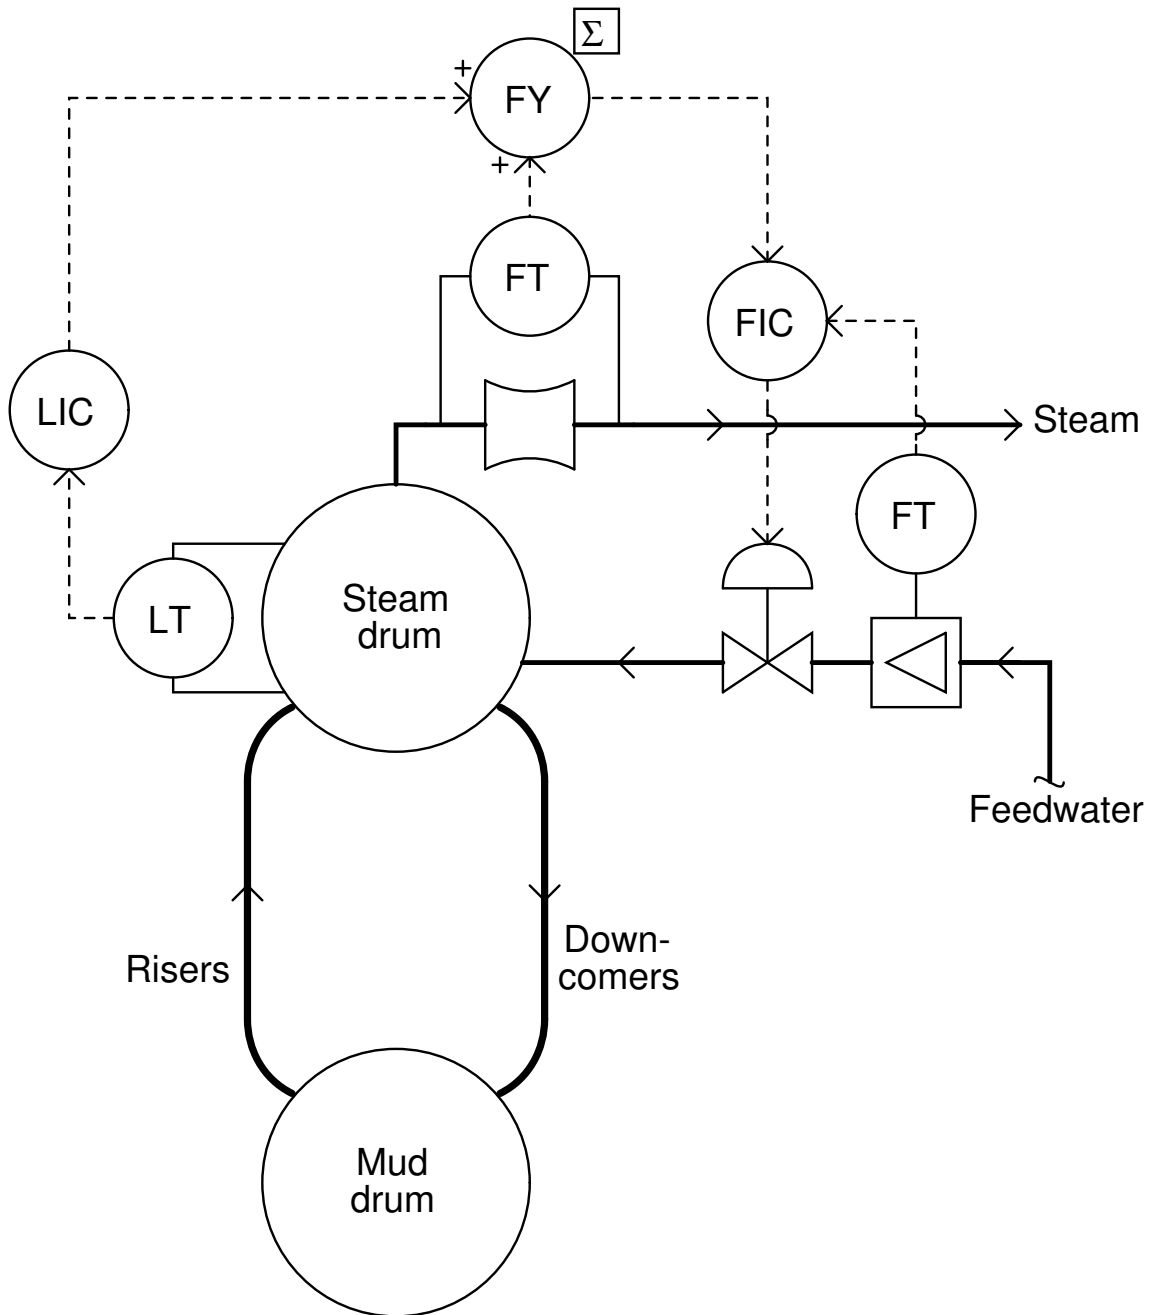 Σ
+
FY
+
FT
FIC
LIC
Steam
FT
LT
Steam
drum
Feedwater
Risers
Down-
comers
Mud
drum